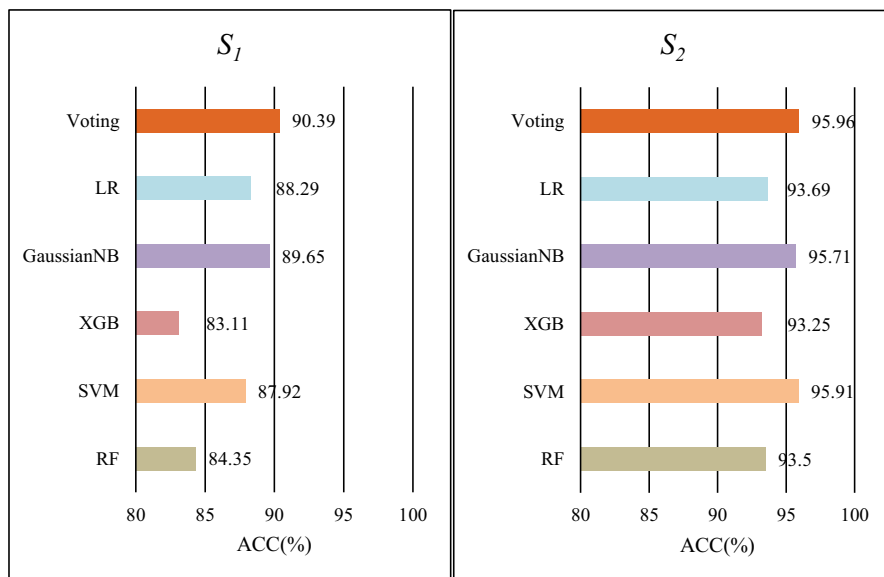 S1
Voting 90.39
LR 88.29
GaussianNB 89.65
XGB 83.11
SVM 87.92
RF 84.35
80 85 90 95 100
ACC(%)
S2
Voting 95.96
LR 93.69
GaussianNB 95.71
XGB 93.25
SVM 95.91
RF 93.5
80 85 90 95 100
ACC(%)